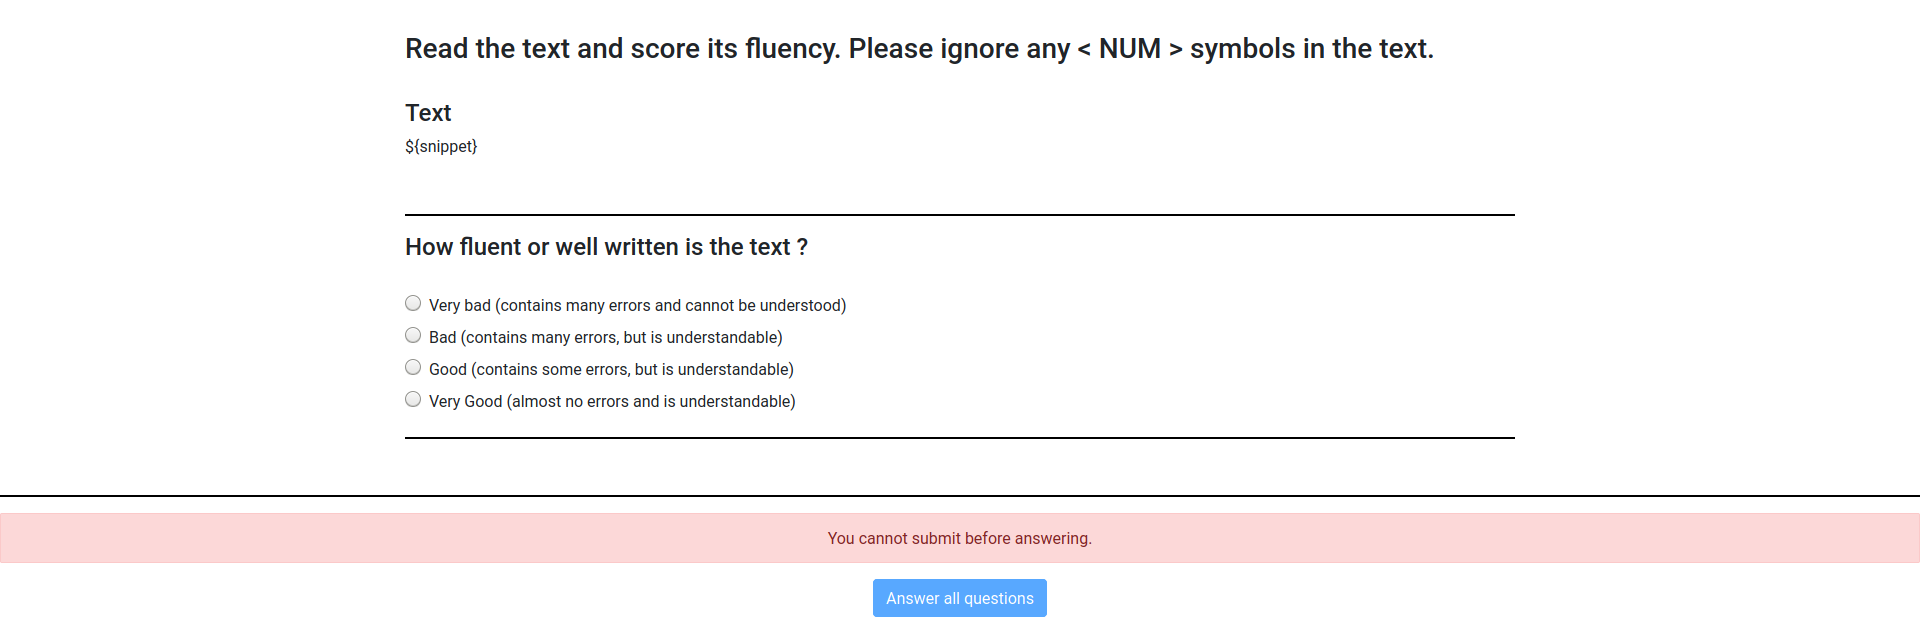 Read the text and score its fluency. Please ignore any < NUM > symbols in the text.
Text
${snippet}
How fluent or well written is the text ?
Very bad (contains many errors and cannot be understood)
Bad (contains many errors, but is understandable)
Good (contains some errors, but is understandable)
Very Good (almost no errors and is understandable)
You cannot submit before answering.
Answer all questions